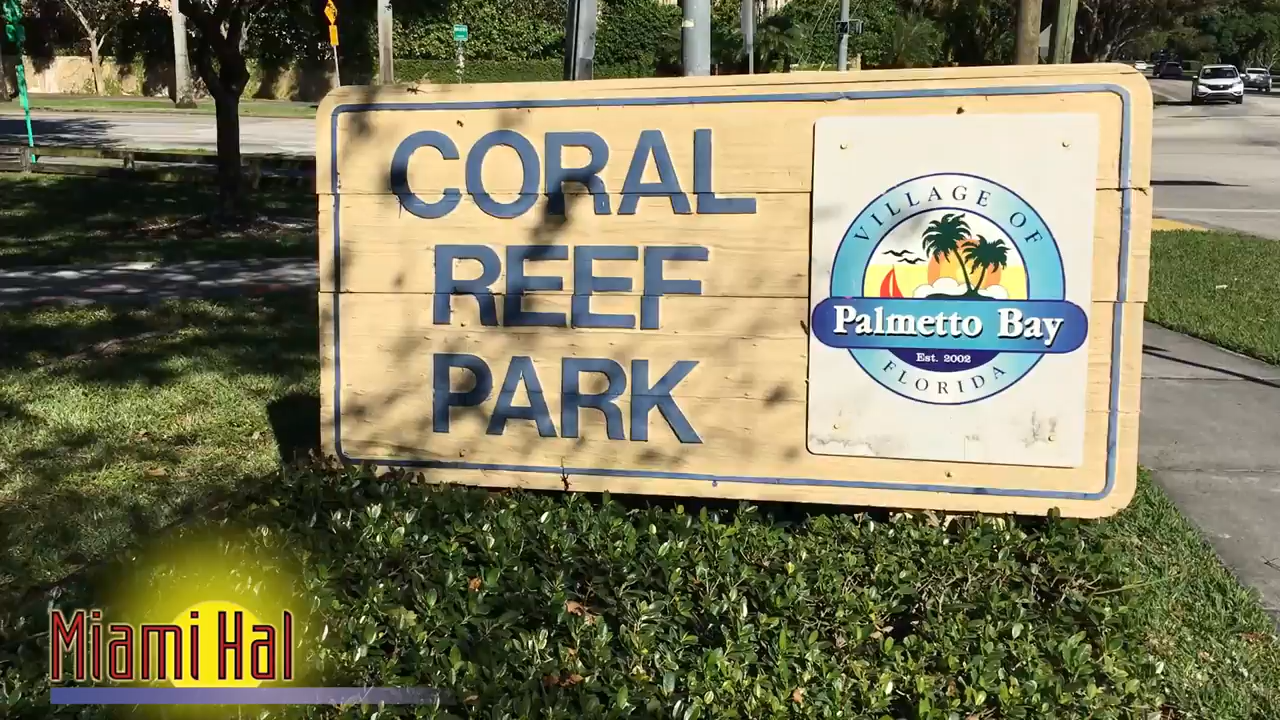 CORAL
REEF
PARK
VILLAGE OF
Palmetto Bay
Est. 2002
FLORIDA
Miami Hal